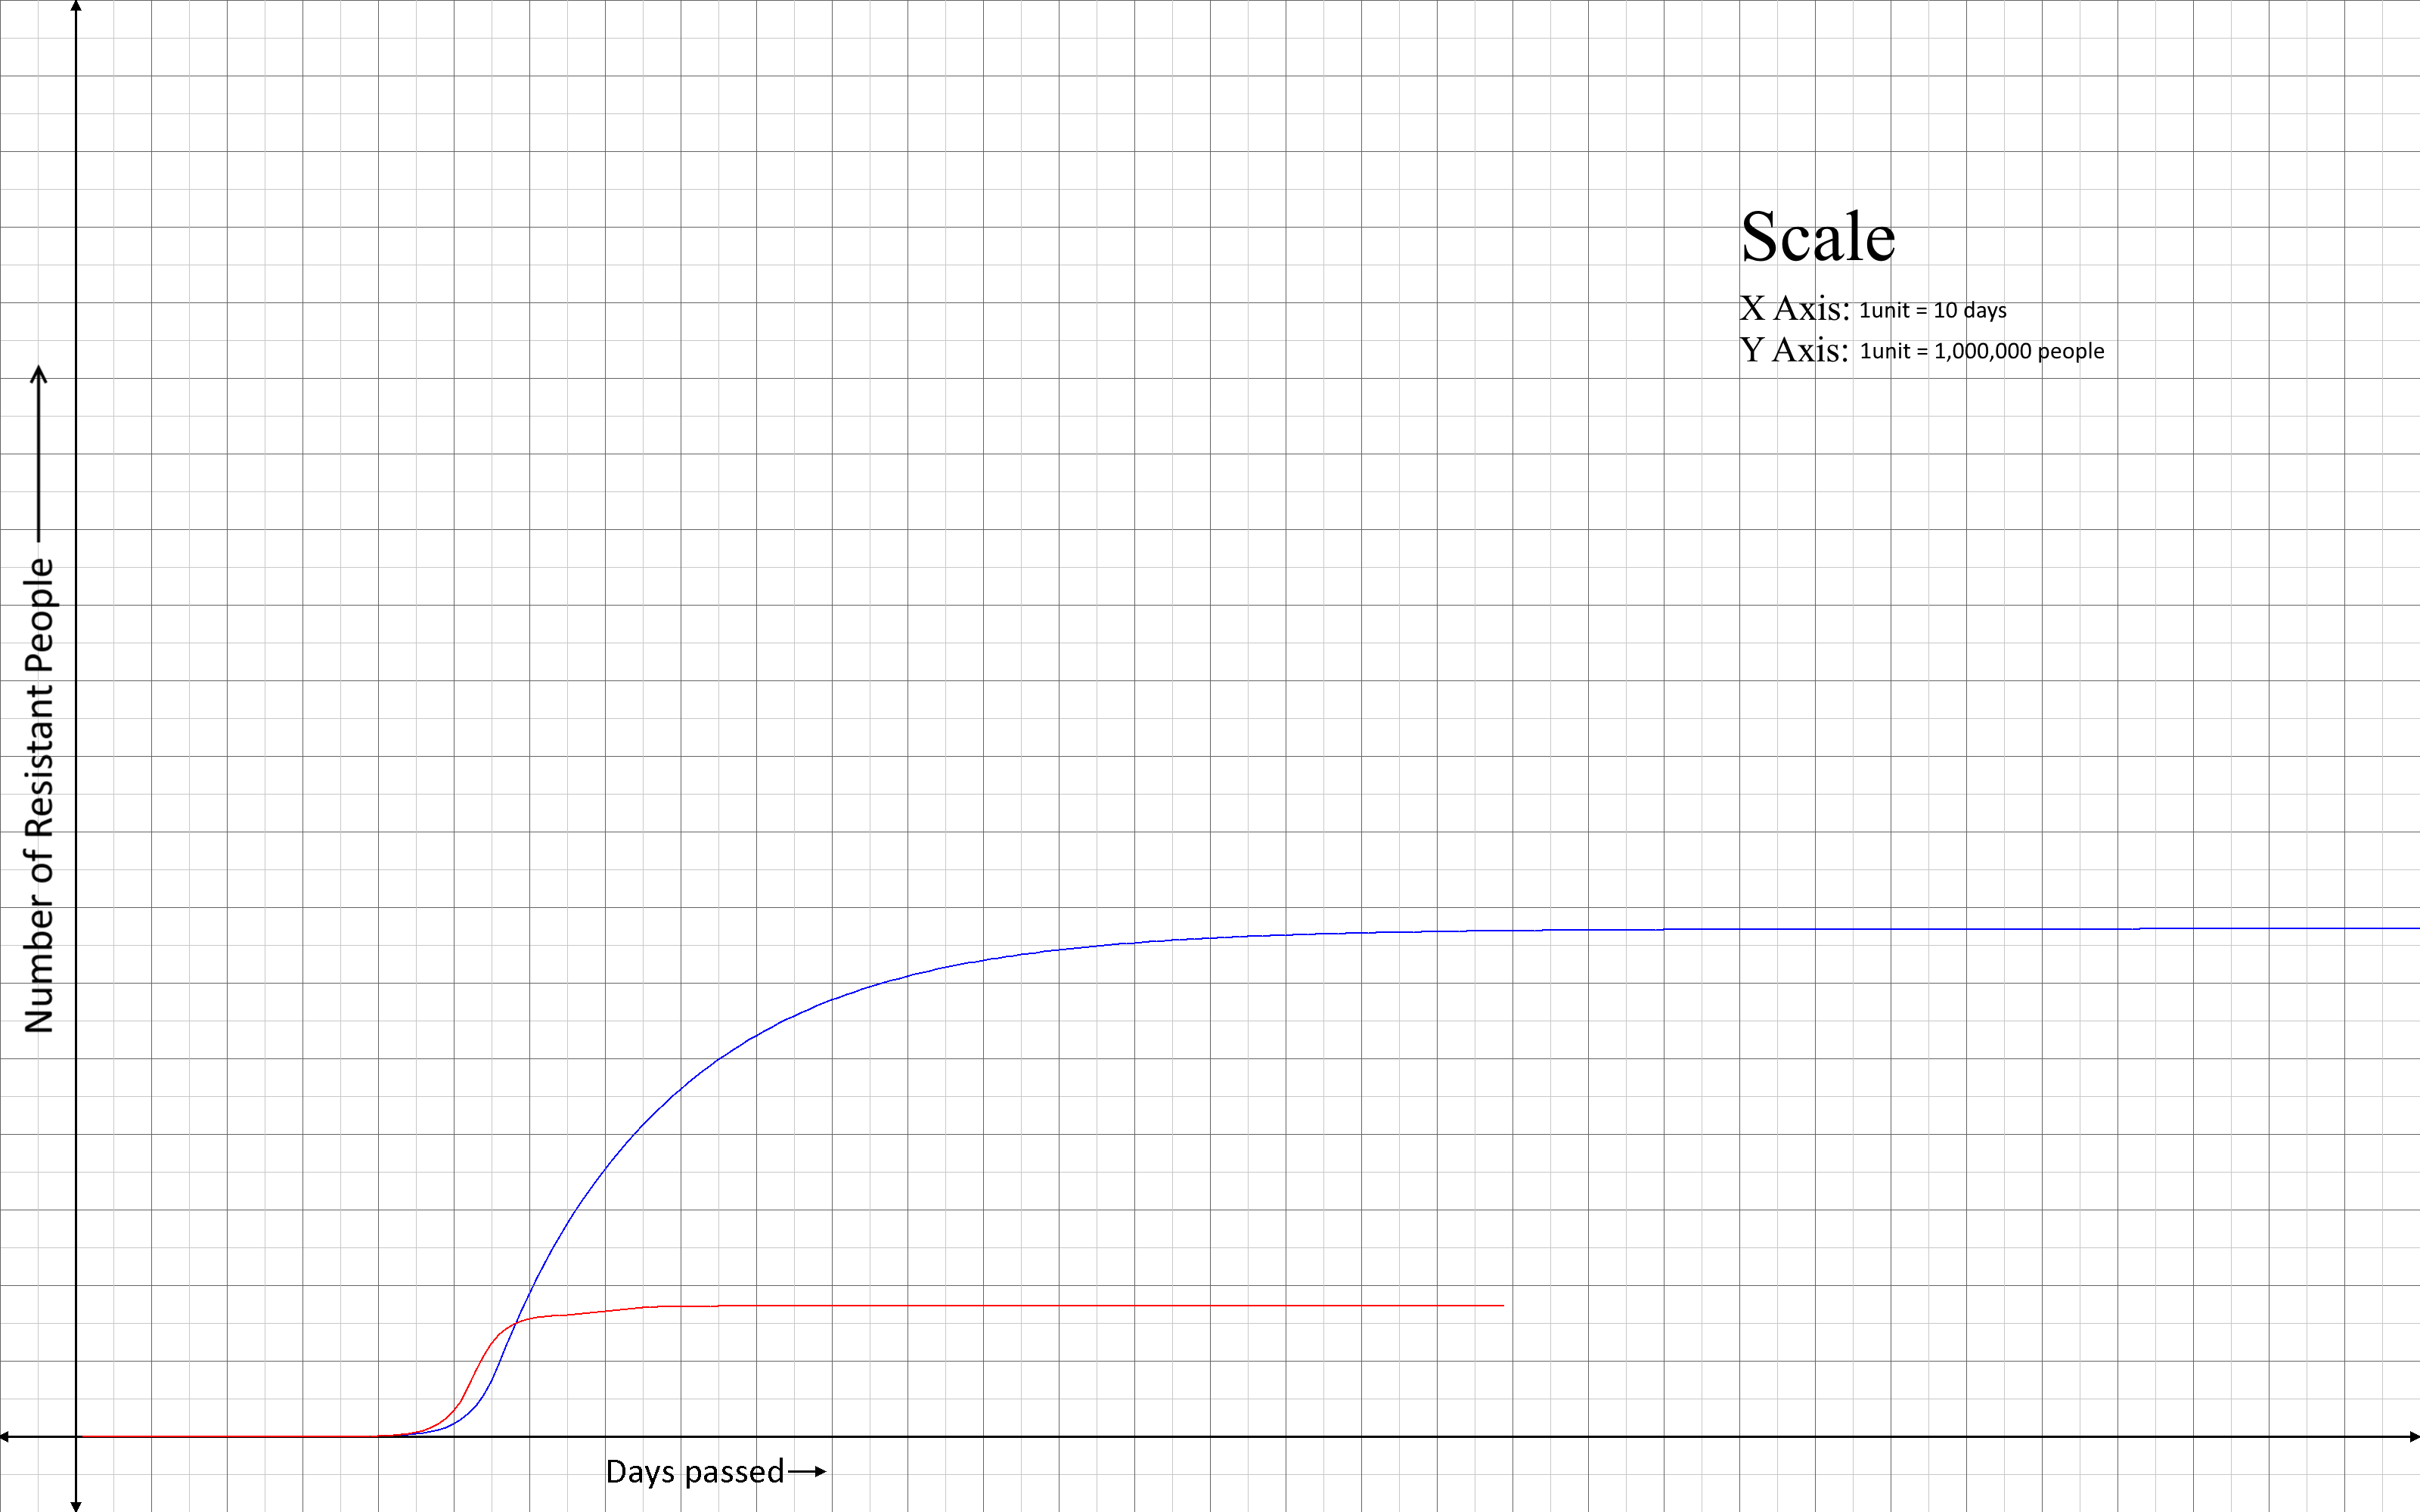 Scale
X Axis: 1unit = 10 days
Y Axis: 1unit = 1,000,000 people
Number of Resistant People
Days passed